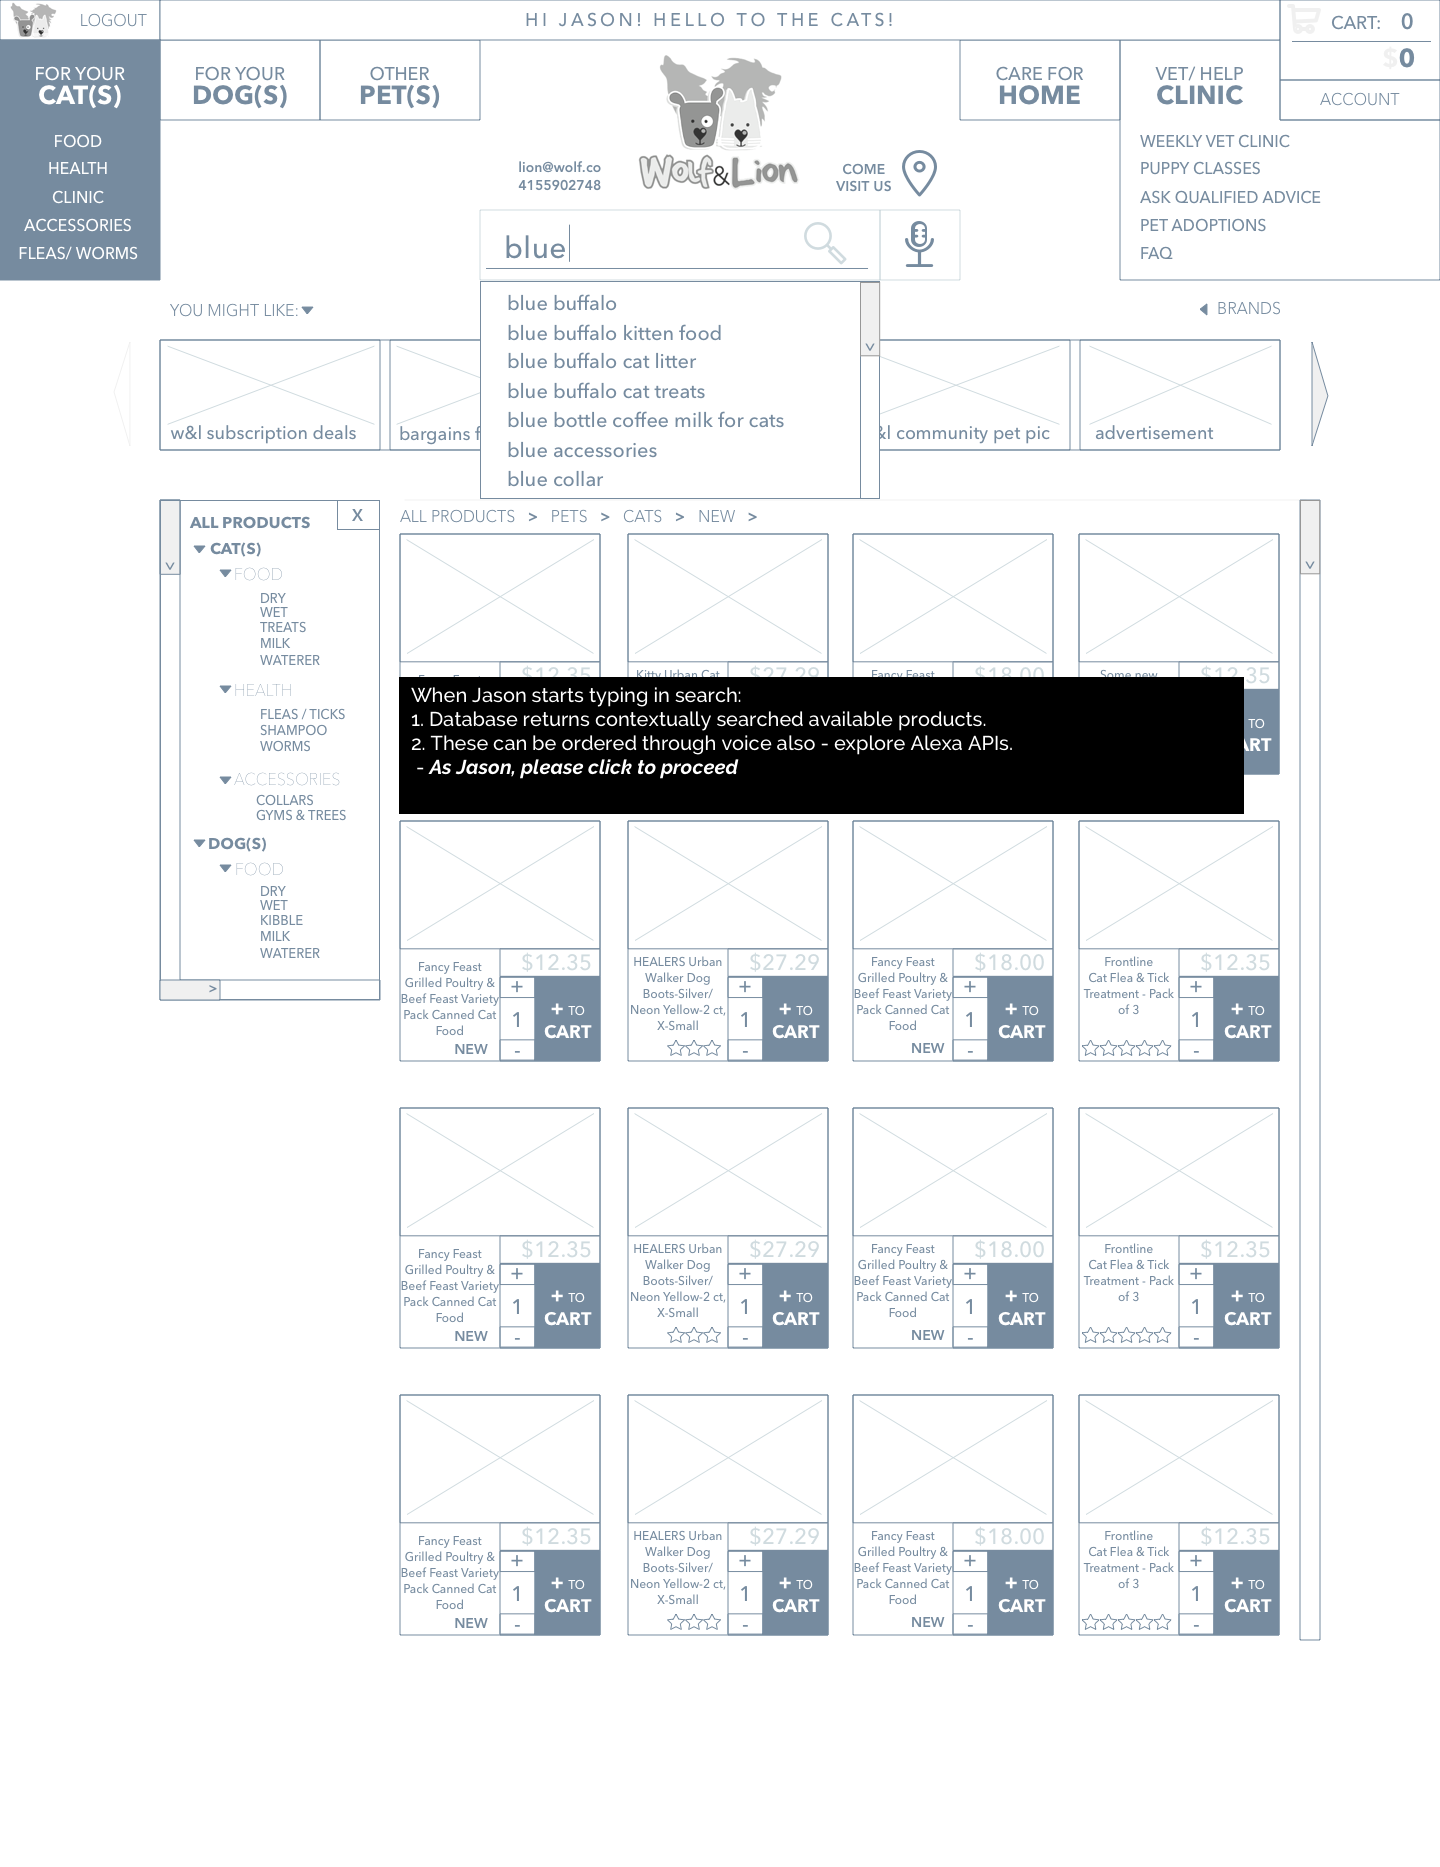 LOGOUT
HI JASON! HELLO TO THE CATS!
CART: 0
$0
ACCOUNT
FOR YOUR
CAT(S)
FOR YOUR
DOG(S)
OTHER
PET(S)
CARE FOR
HOME
VET/ HELP
CLINIC
FOOD
HEALTH
CLINIC
ACCESSORIES
FLEAS/ WORMS
lion@wolf.co
4155902748
Wolf&Lion
COME
VISIT US
WEEKLY VET CLINIC
PUPPY CLASSES
ASK QUALIFIED ADVICE
PET ADOPTIONS
FAQ
blue
blue buffalo
blue buffalo kitten food
blue buffalo cat litter
blue buffalo cat treats
blue bottle coffee milk for cats
blue accessories
blue collar
v
YOU MIGHT LIKE:
BRANDS
w&l subscription deals
bargains f
&l community pet pic
advertisement
v
ALL PRODUCTS
X
CAT(S)
FOOD
DRY
WET
TREATS
MILK
WATERER
HEALTH
FLEAS / TICKS
SHAMPOO
WORMS
ACCESSORIES
COLLARS
GYMS & TREES
DOG(S)
FOOD
DRY
WET
KIBBLE
MILK
WATERER
>
ALL PRODUCTS > PETS > CATS > NEW >
v
$12.35
Kitty Urban Cat
$27.29
Fancy Feast
$18.00
Some new
$12.35
TO
ART
When Jason starts typing in search:
1. Database returns contextually searched available products.
2. These can be ordered through voice also - explore Alexa APIs.
- As Jason, please click to proceed
Fancy Feast
Grilled Poultry &
Beef Feast Variety
Pack Canned Cat
Food
NEW
$12.35
+
1
-
+ TO
CART
HEALERS Urban
Walker Dog
Boots-Silver/
Neon Yellow-2 ct,
X-Small
$27.29
+
1
-
+ TO
CART
Fancy Feast
Grilled Poultry &
Beef Feast Variety
Pack Canned Cat
Food
NEW
$18.00
+
1
-
+ TO
CART
Frontline
Cat Flea & Tick
Treatment - Pack
of 3
$12.35
+
1
-
+ TO
CART
Fancy Feast
Grilled Poultry &
Beef Feast Variety
Pack Canned Cat
Food
NEW
$12.35
+
1
-
+ TO
CART
HEALERS Urban
Walker Dog
Boots-Silver/
Neon Yellow-2 ct,
X-Small
$27.29
+
1
-
+ TO
CART
Fancy Feast
Grilled Poultry &
Beef Feast Variety
Pack Canned Cat
Food
NEW
$18.00
+
1
-
+ TO
CART
Frontline
Cat Flea & Tick
Treatment - Pack
of 3
$12.35
+
1
-
+ TO
CART
Fancy Feast
Grilled Poultry &
Beef Feast Variety
Pack Canned Cat
Food
NEW
$12.35
+
1
-
+ TO
CART
HEALERS Urban
Walker Dog
Boots-Silver/
Neon Yellow-2 ct,
X-Small
$27.29
+
1
-
+ TO
CART
Fancy Feast
Grilled Poultry &
Beef Feast Variety
Pack Canned Cat
Food
NEW
$18.00
+
1
-
+ TO
CART
Frontline
Cat Flea & Tick
Treatment - Pack
of 3
$12.35
+
1
-
+ TO
CART